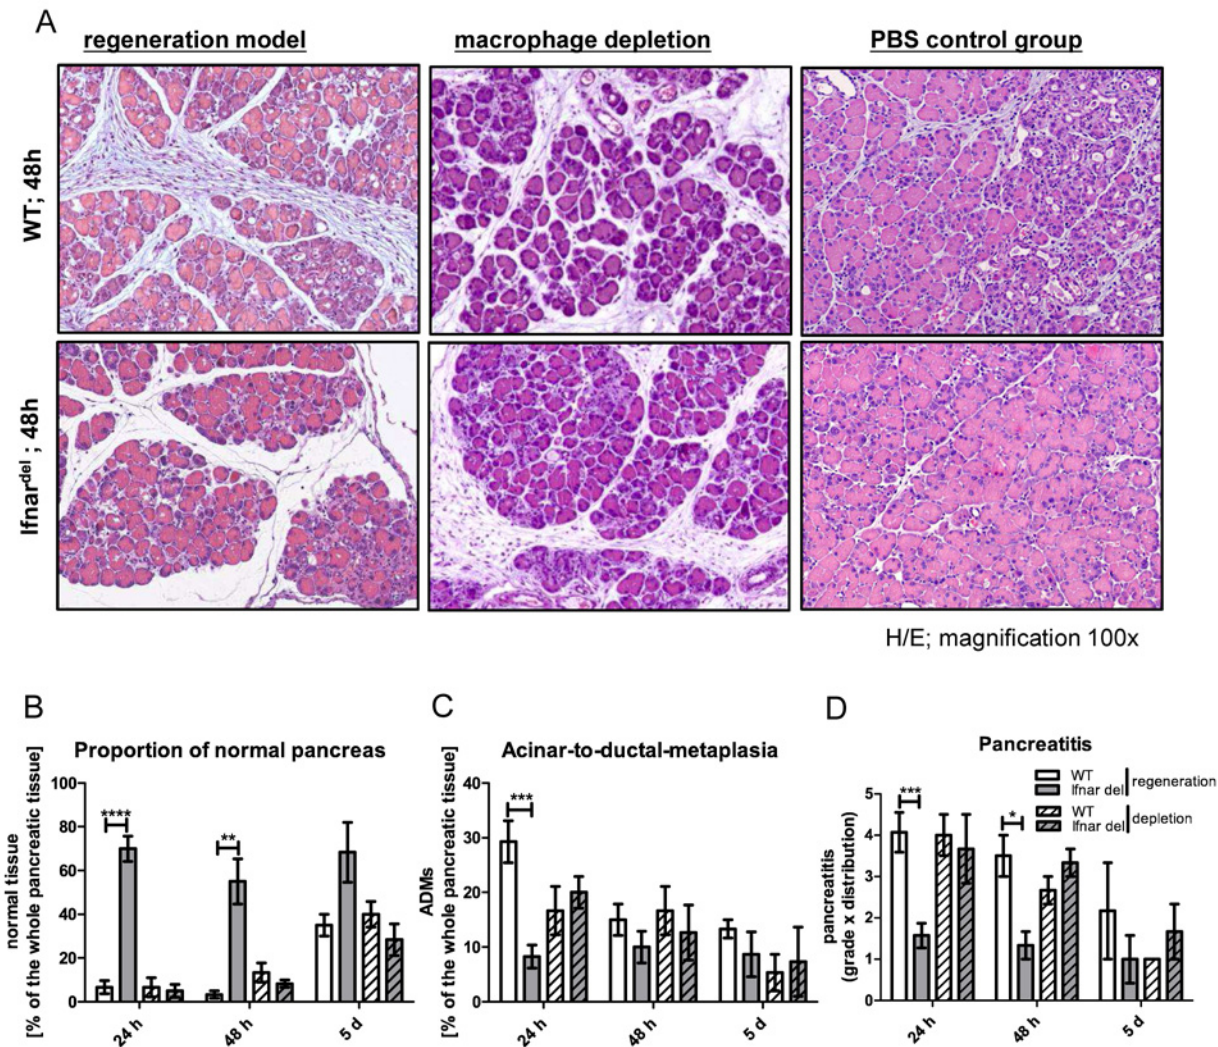 A
regeneration model
macrophage depletion
PBS control group
WT; 48h
Ifnar^del ; 48h
H/E; magnification 100x
B
Proportion of normal pancreas
normal tissue
[% of the whole pancreatic tissue]
100
80
60
40
20
0
****
**
24 h
48 h
5 d
C
Acinar-to-ductal-metaplasia
ADMs
[% of the whole pancreatic tissue]
40
30
20
10
0
***
24 h
48 h
5 d
D
Pancreatitis
WT
Ifnar del
regeneration
WT
Ifnar del
depletion
pancreatitis
(grade x distribution)
5
4
3
2
1
0
***
*
24 h
48 h
5 d